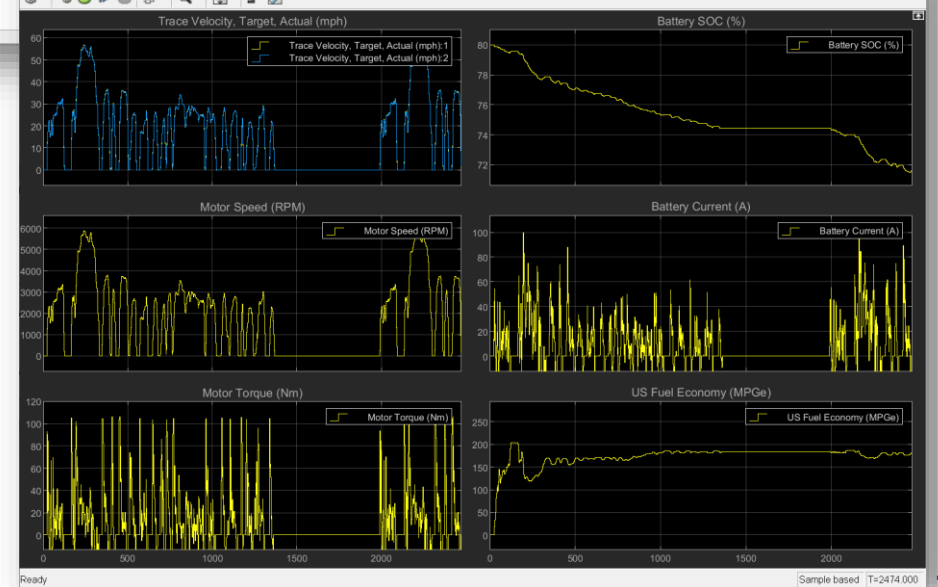 Trace Velocity, Target, Actual (mph)
Trace Velocity, Target, Actual (mph):1
Trace Velocity, Target, Actual (mph):2
60
50
40
30
20
10
0
Battery SOC (%)
Battery SOC (%)
80
78
76
74
72
Motor Speed (RPM)
Motor Speed (RPM)
6000
5000
4000
3000
2000
1000
0
Battery Current (A)
Battery Current (A)
100
80
60
40
20
0
Motor Torque (Nm)
Motor Torque (Nm)
120
100
80
60
40
20
0
0 500 1000 1500 2000
US Fuel Economy (MPGe)
US Fuel Economy (MPGe)
250
200
150
100
50
0
0 500 1000 1500 2000
Ready
Sample based T=2474.000